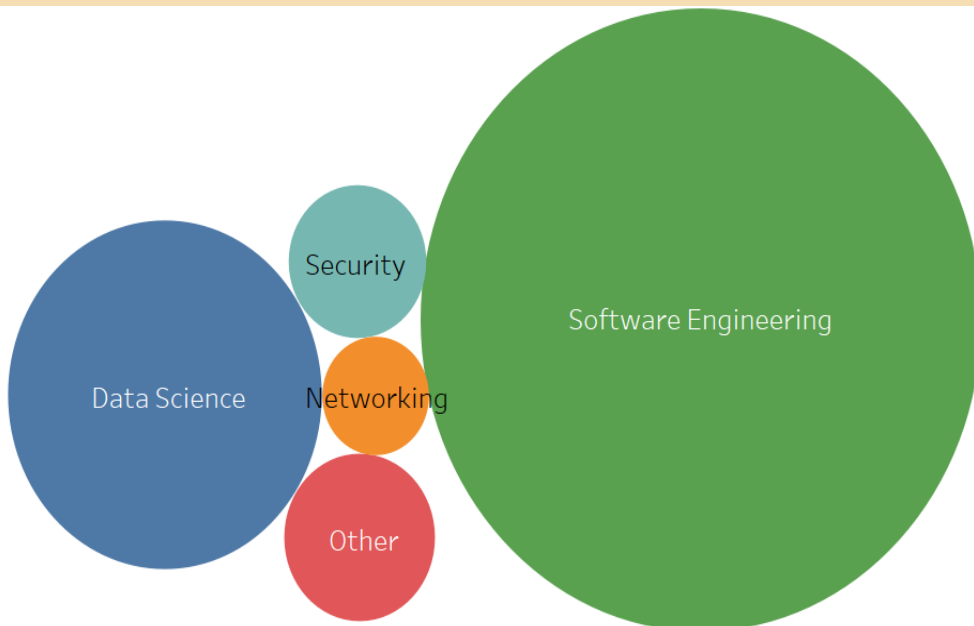 Security
Software Engineering
Data Science
Networking
Other